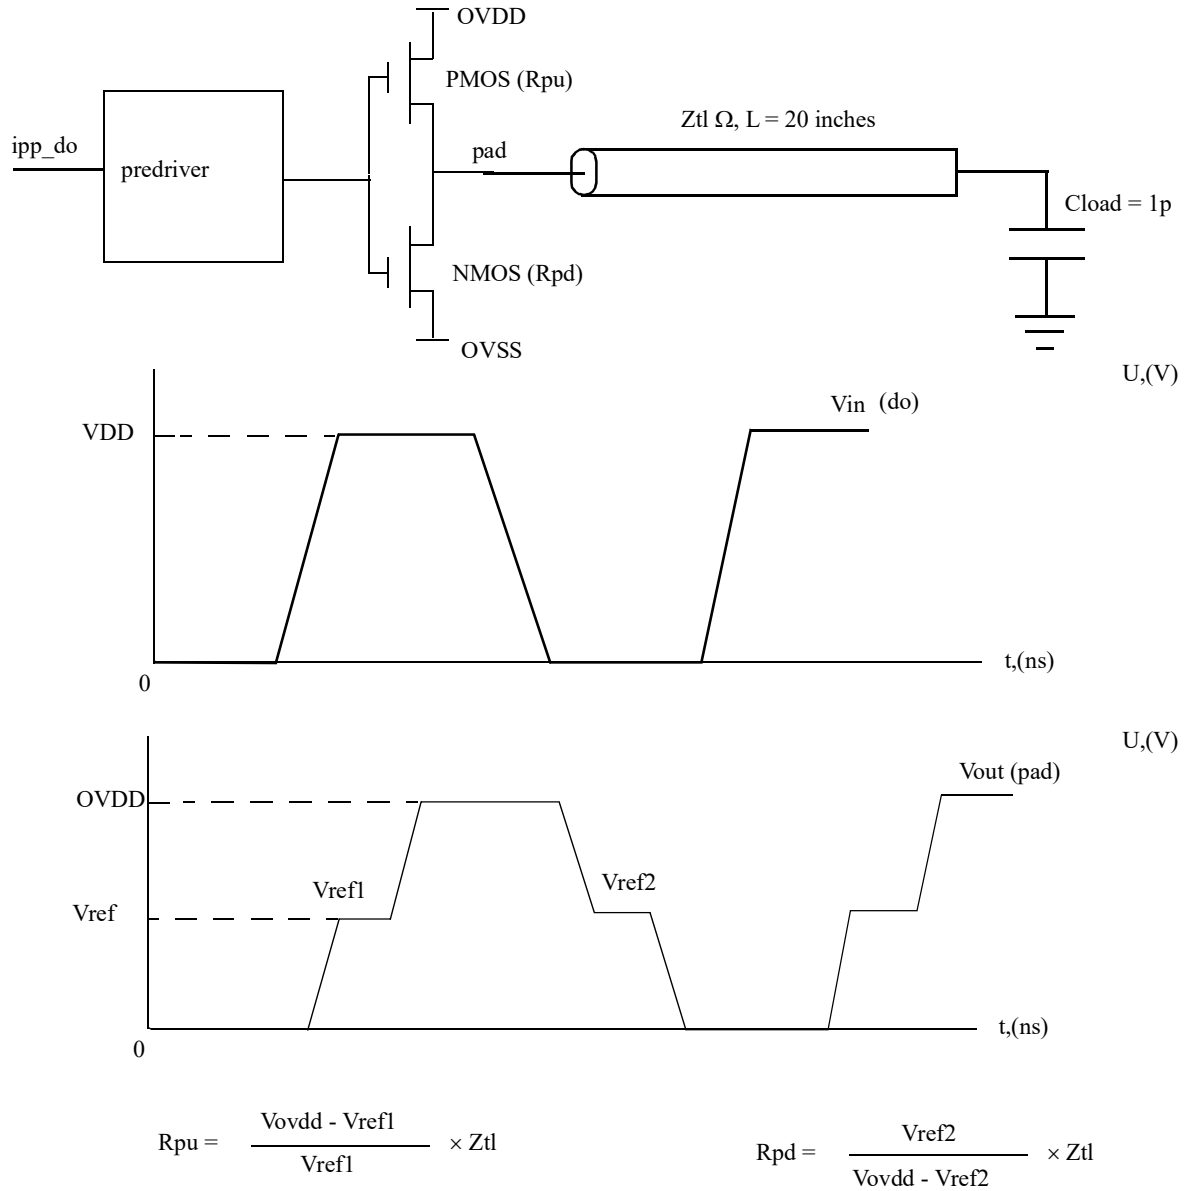 OVDD
PMOS (Rpu)
Ztl Ω, L = 20 inches
ipp_do
predriver
pad
Cload = 1p
NMOS (Rpd)
OVSS
U,(V)
VDD
Vin (do)
t,(ns)
0
U,(V)
Vout (pad)
OVDD
Vref1
Vref2
Vref
t,(ns)
0
Rpu = Vovdd - Vref1 / Vref1 × Ztl
Rpd = Vref2 / Vovdd - Vref2 × Ztl